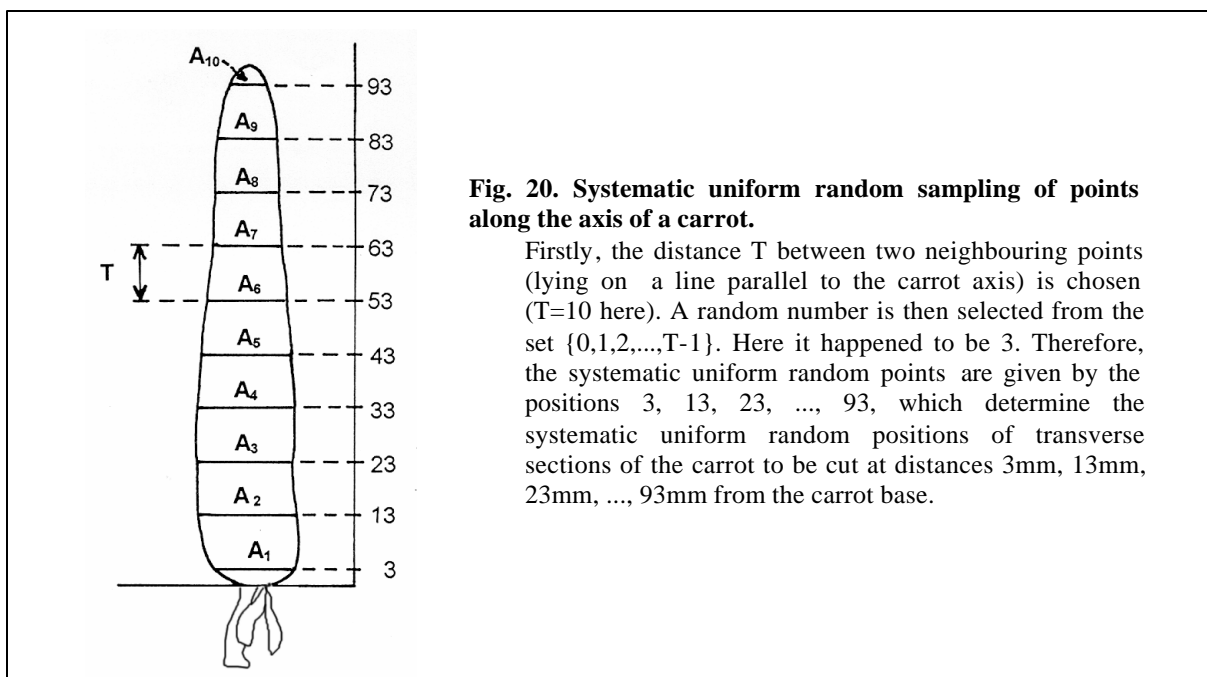 A10
93
A9
83
A8
73
A7
63
T
A6
53
A5
43
A4
33
A3
23
A2
13
A1
3
Fig. 20. Systematic uniform random sampling of points
along the axis of a carrot.
Firstly, the distance T between two neighbouring points
(lying on a line parallel to the carrot axis) is chosen
(T=10 here). A random number is then selected from the
set {0,1,2,...,T-1}. Here it happened to be 3. Therefore,
the systematic uniform random points are given by the
positions 3, 13, 23, ..., 93, which determine the
systematic uniform random positions of transverse
sections of the carrot to be cut at distances 3mm, 13mm,
23mm, ..., 93mm from the carrot base.